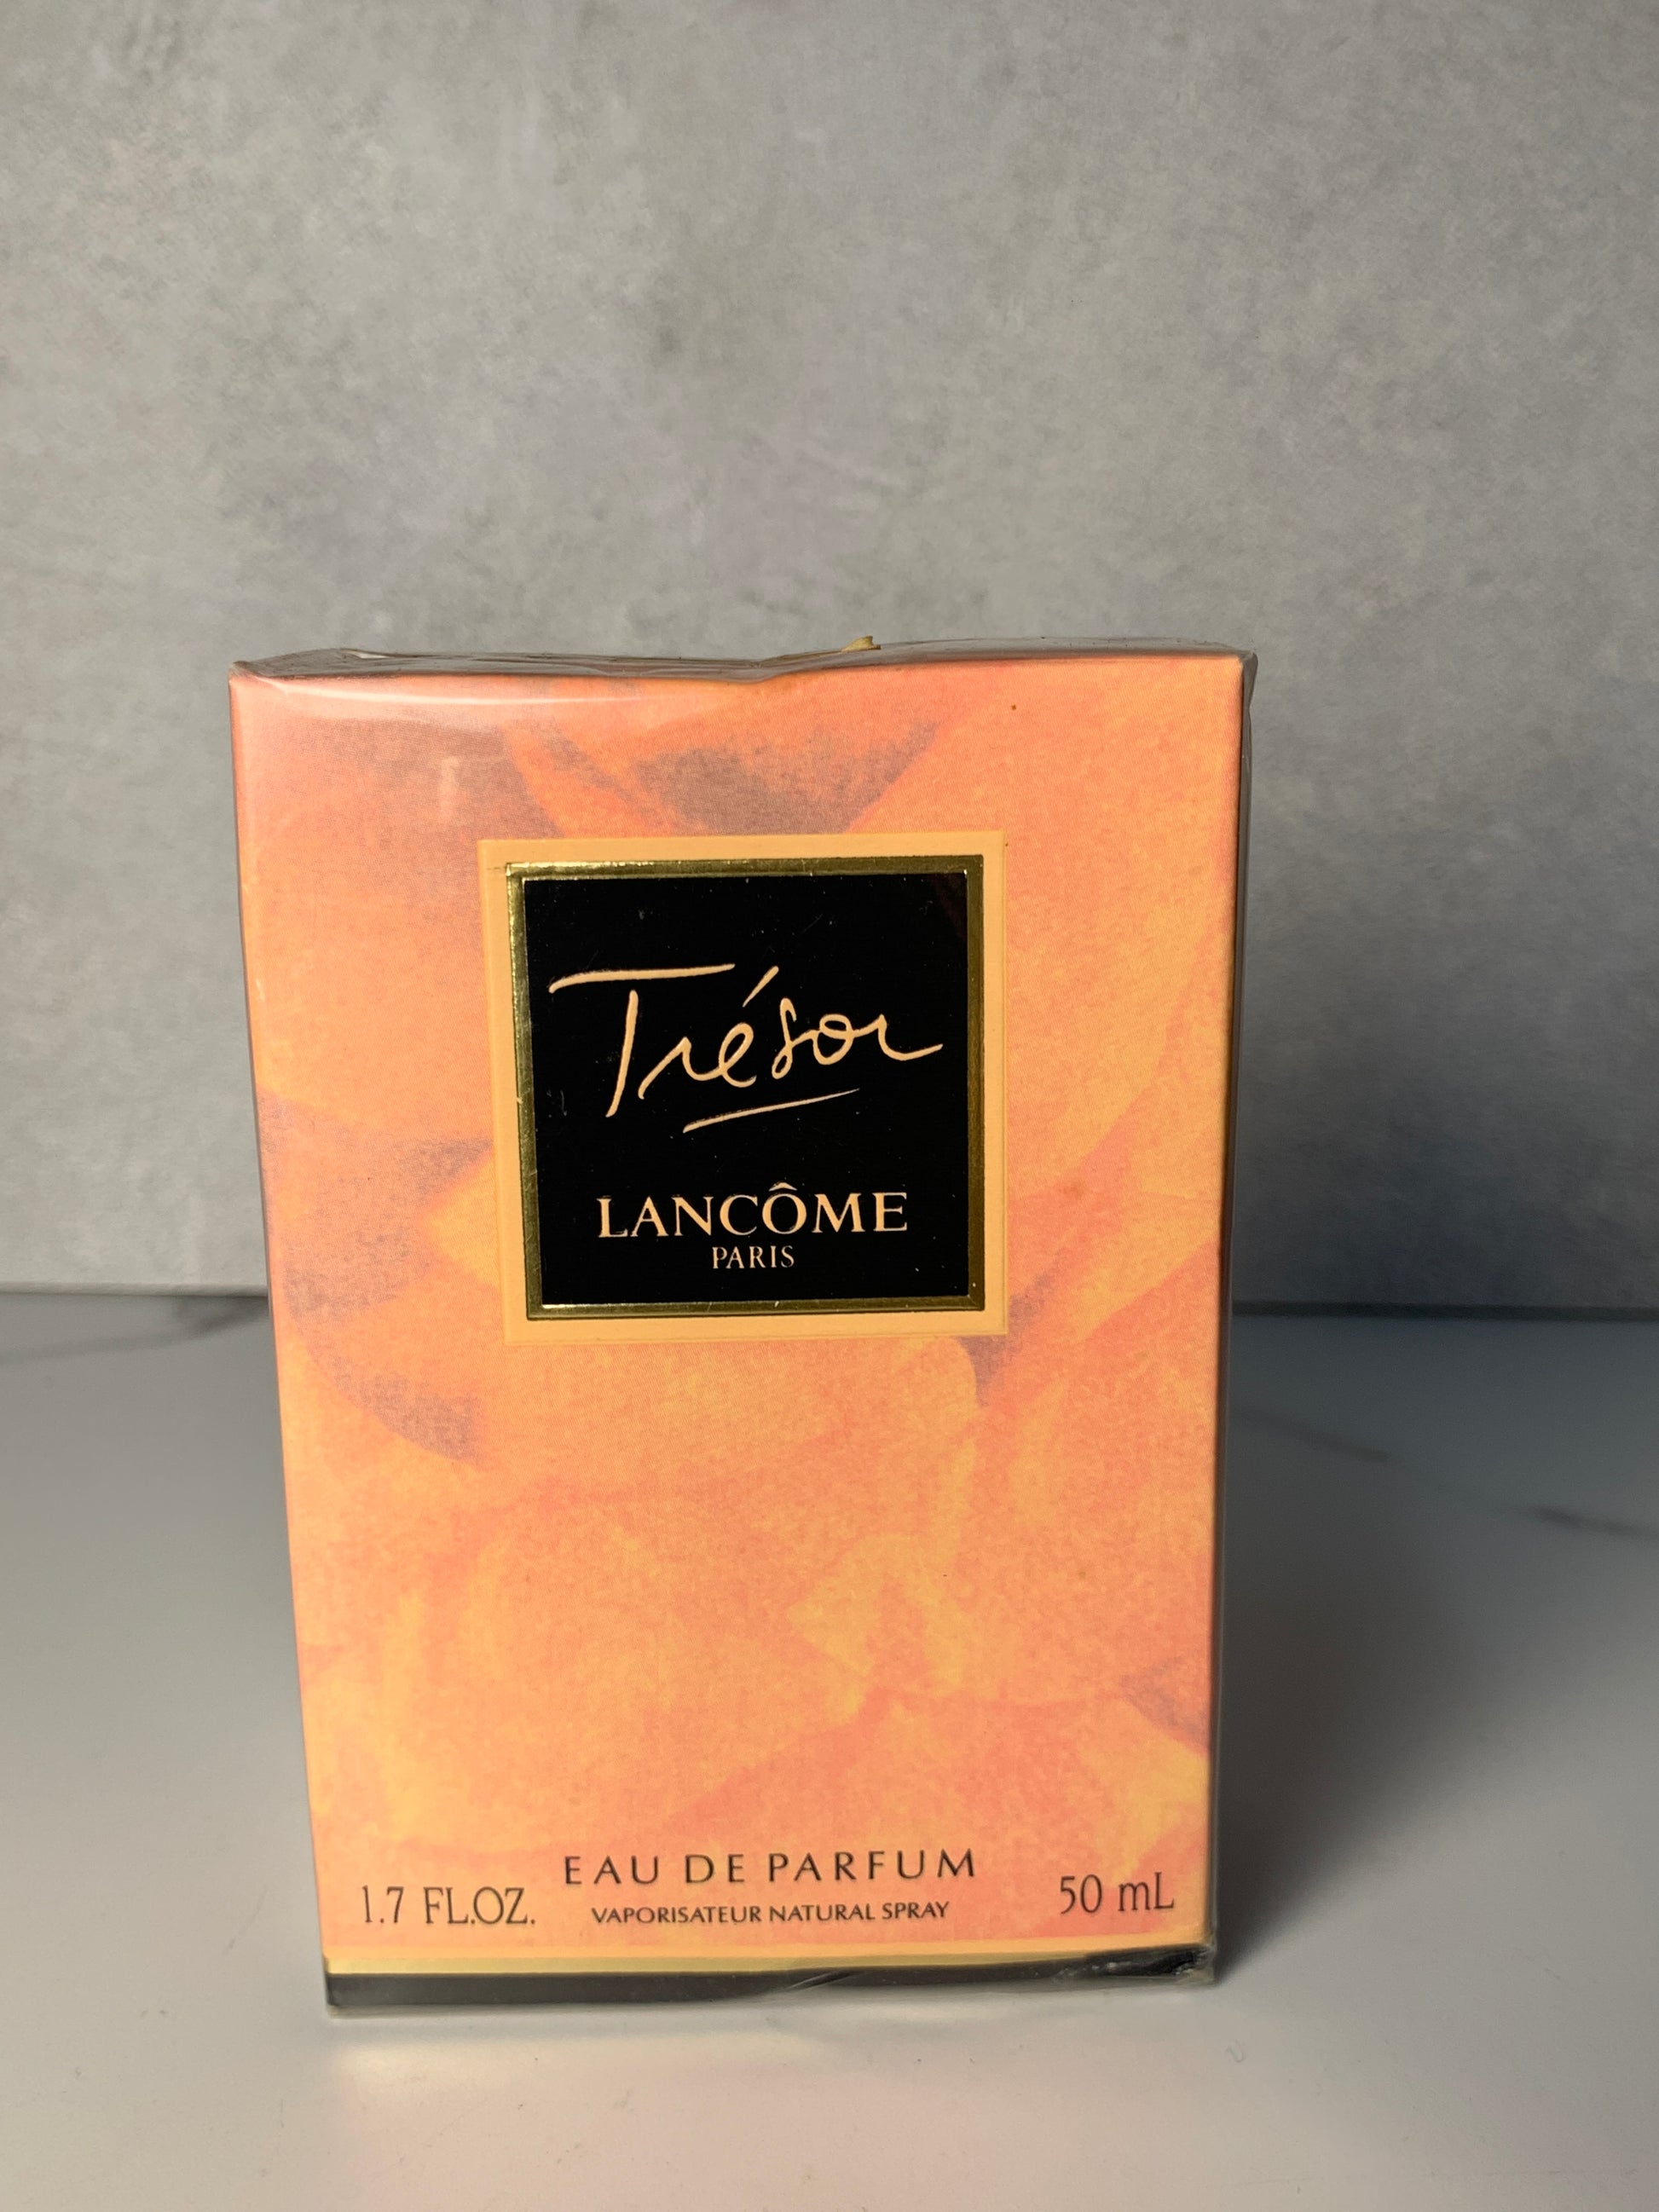 Trésor
LANCÔME
PARIS
EAU DE PARFUM
1.7 FL.OZ.
VAPORISATEUR NATURAL SPRAY
50 mL